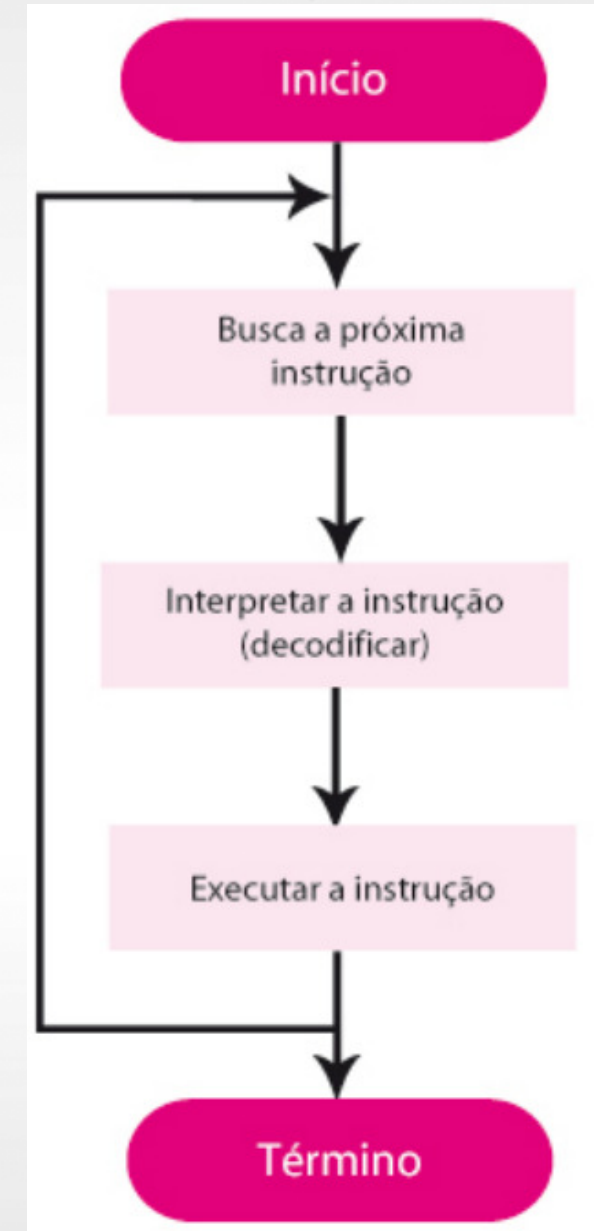 Início
Busca a próxima
instrução
Interpretar a instrução
(decodificar)
Executar a instrução
Término